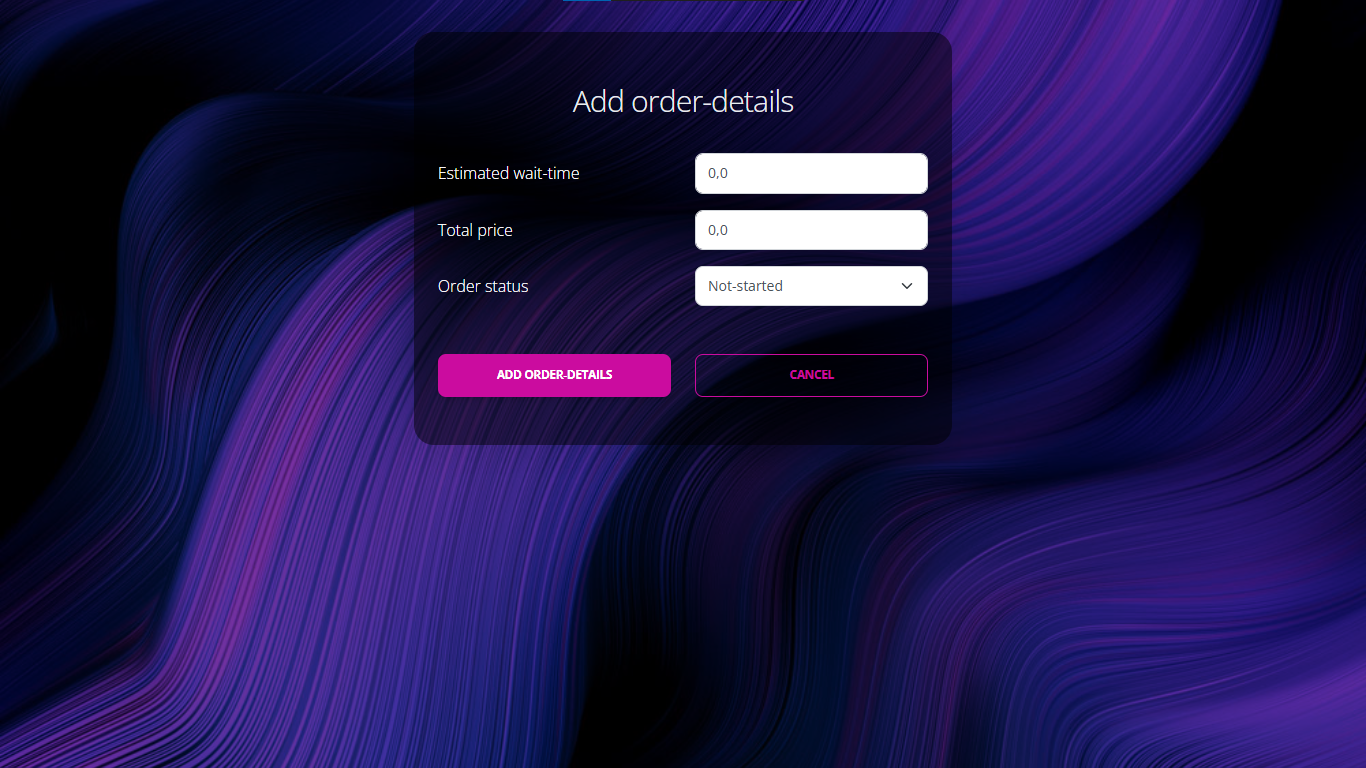 Add order-details
Estimated wait-time
0,0
Total price
0,0
Order status
Not-started
ADD ORDER-DETAILS
CANCEL